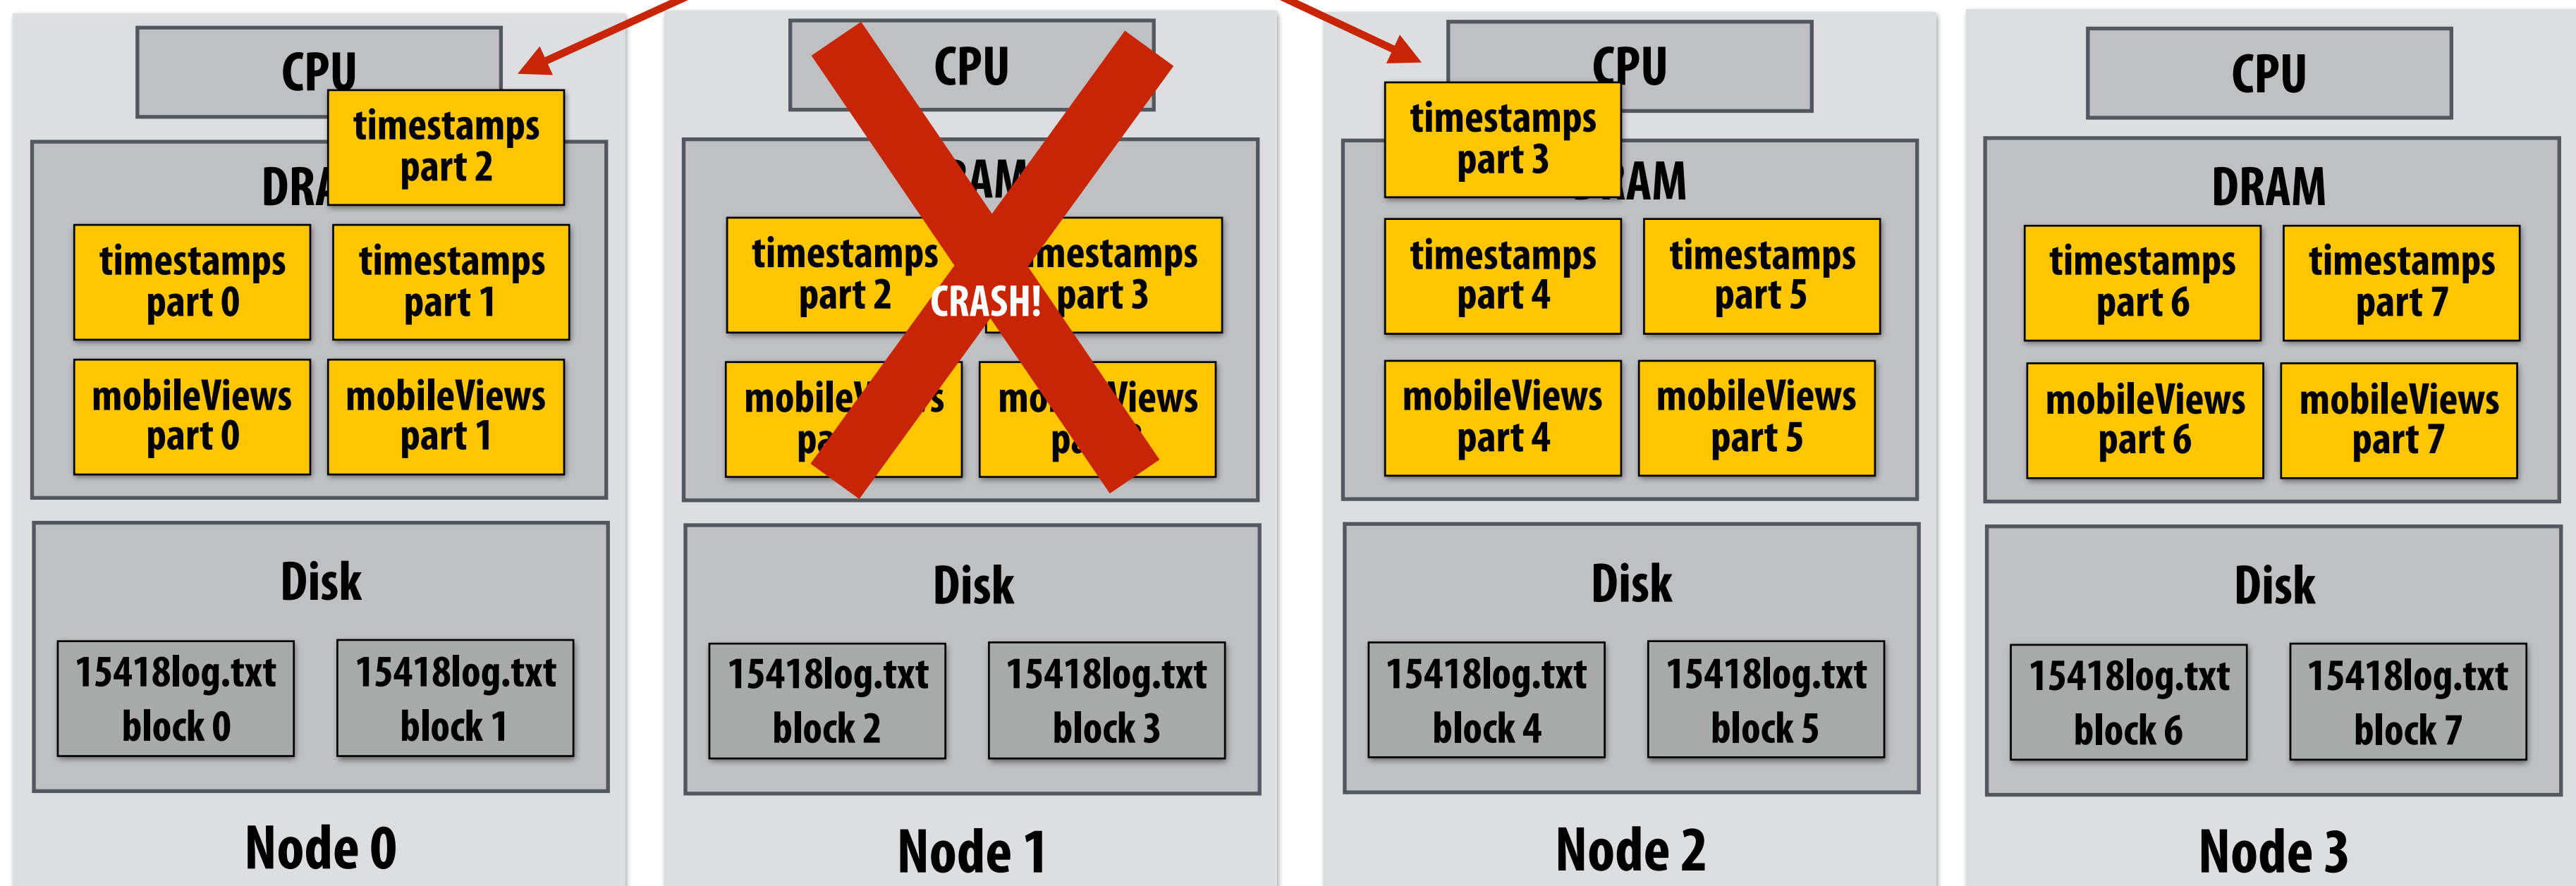 CPU
timestamps
part 2
timestamps
part 0
timestamps
part 1
mobileViews
part 0
mobileViews
part 1
Disk
15418log.txt
block 0
15418log.txt
block 1
Node 0
CPU
timestamps
part 2
part 3
CRASH!
Disk
15418log.txt
block 2
15418log.txt
block 3
Node 1
CPU
timestamps
part 3
timestamps
part 4
timestamps
part 5
mobileViews
part 4
mobileViews
part 5
Disk
15418log.txt
block 4
15418log.txt
block 5
Node 2
CPU
DRAM
timestamps
part 6
timestamps
part 7
mobileViews
part 6
mobileViews
part 7
Disk
15418log.txt
block 6
15418log.txt
block 7
Node 3